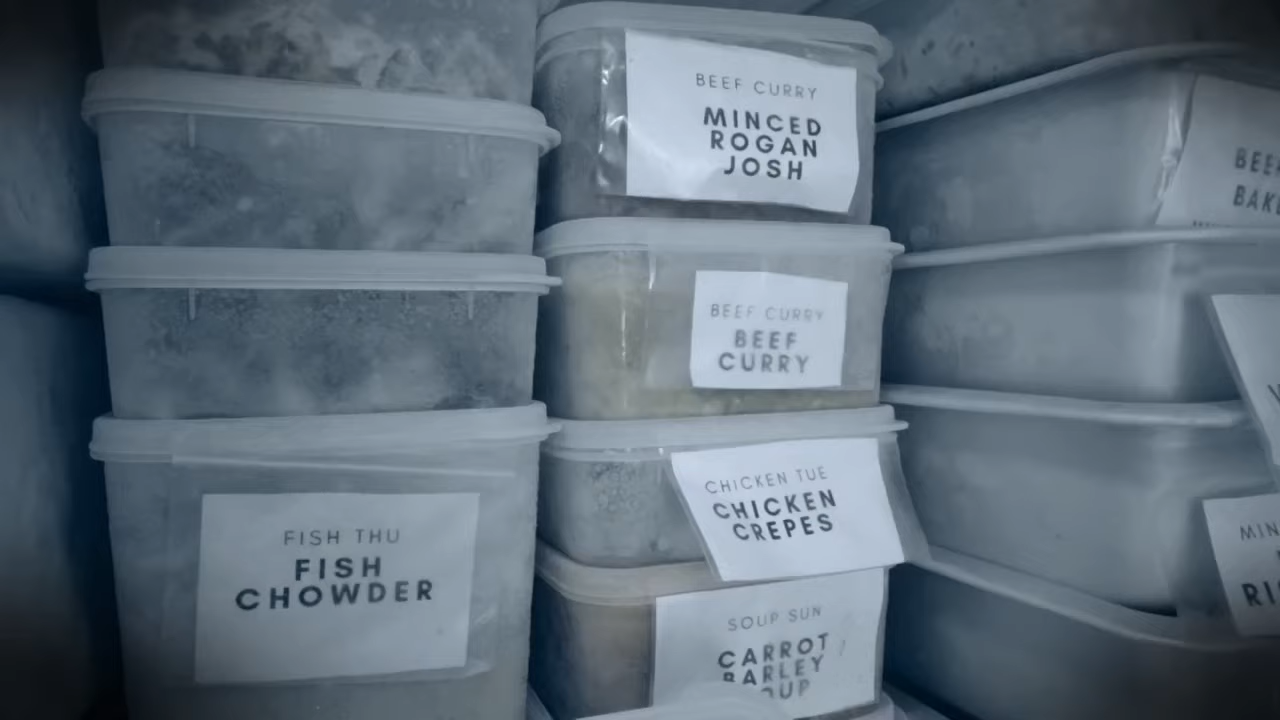 BEEF CURRY
MINCED
ROGAN
JOSH
BEEF CURRY
BEEF
CURRY
CHICKEN TUE
CHICKEN
CREPES
SOUP SUN
CARROT
BARLEY
FISH THU
FISH
CHOWDER